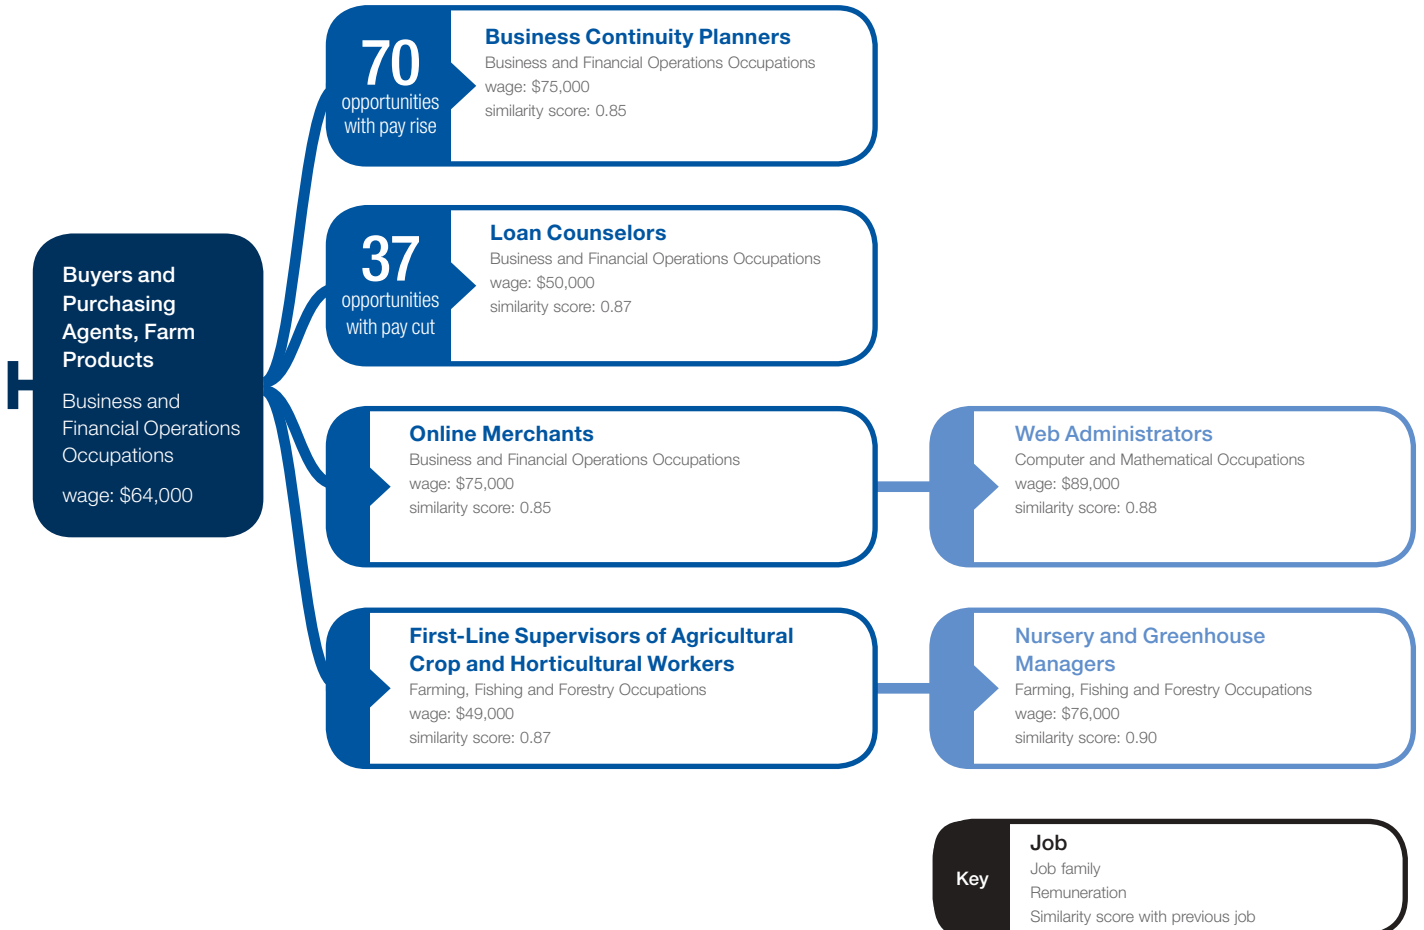 70
opportunities
with pay rise
Business Continuity Planners
Business and Financial Operations Occupations
wage: $75,000
similarity score: 0.85
37
opportunities
with pay cut
Loan Counselors
Business and Financial Operations Occupations
wage: $50,000
similarity score: 0.87
Buyers and
Purchasing
Agents, Farm
Products
Business and
Financial Operations
Occupations
wage: $64,000
Online Merchants
Business and Financial Operations Occupations
wage: $75,000
similarity score: 0.85
Web Administrators
Computer and Mathematical Occupations
wage: $89,000
similarity score: 0.88
First-Line Supervisors of Agricultural
Crop and Horticultural Workers
Farming, Fishing and Forestry Occupations
wage: $49,000
similarity score: 0.87
Nursery and Greenhouse
Managers
Farming, Fishing and Forestry Occupations
wage: $76,000
similarity score: 0.90
Key
Job
Job family
Remuneration
Similarity score with previous job